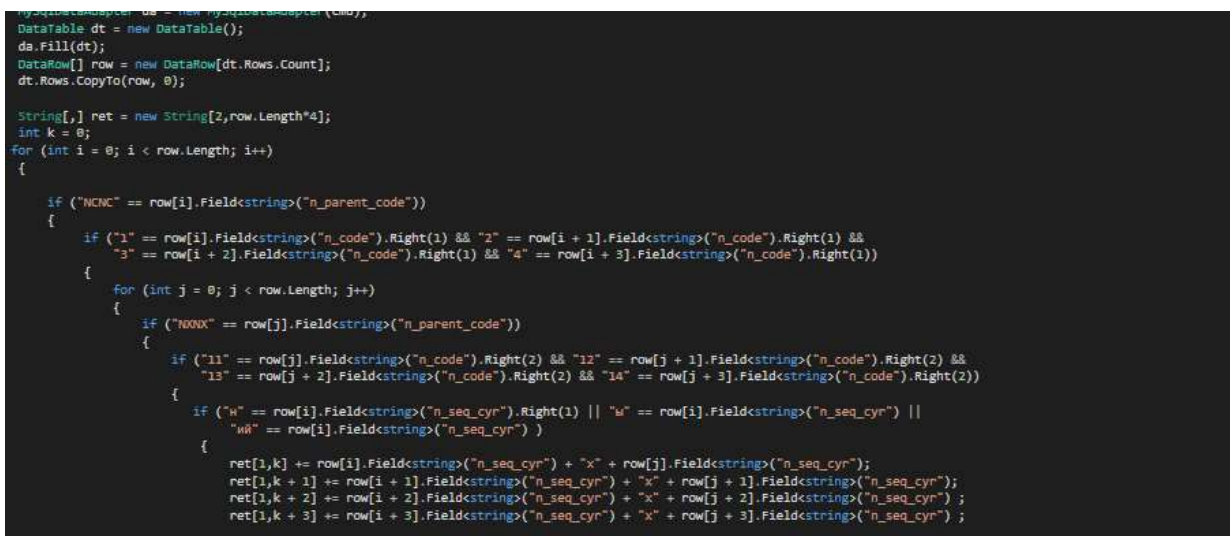 MySqlDataAdapter da = new MySqlDataAdapter(cmd);
DataTable dt = new DataTable();
da.Fill(dt);
DataRow[] row = new DataRow[dt.Rows.Count];
dt.Rows.CopyTo(row, 0);
String[,] ret = new String[2,row.Length*4];
int k = 0;
for (int i = 0; i < row.Length; i++)
{
if ("NCNC" == row[i].Field<string>("n_parent_code"))
{
if ("1" == row[i].Field<string>("n_code").Right(1) && "2" == row[i + 1].Field<string>("n_code").Right(1) &&
"3" == row[i + 2].Field<string>("n_code").Right(1) && "4" == row[i + 3].Field<string>("n_code").Right(1))
{
for (int j = 0; j < row.Length; j++)
{
if ("NXNX" == row[j].Field<string>("n_parent_code"))
{
if ("11" == row[j].Field<string>("n_code").Right(2) && "12" == row[j + 1].Field<string>("n_code").Right(2) &&
"13" == row[j + 2].Field<string>("n_code").Right(2) && "14" == row[j + 3].Field<string>("n_code").Right(2))
{
if ("н" == row[i].Field<string>("n_seq_cyr").Right(1) || "ы" == row[i].Field<string>("n_seq_cyr") ||
"ий" == row[i].Field<string>("n_seq_cyr") )
{
ret[1,k] += row[i].Field<string>("n_seq_cyr") + "x" + row[j].Field<string>("n_seq_cyr");
ret[1,k + 1] += row[i + 1].Field<string>("n_seq_cyr") + "x" + row[j + 1].Field<string>("n_seq_cyr");
ret[1,k + 2] += row[i + 2].Field<string>("n_seq_cyr") + "x" + row[j + 2].Field<string>("n_seq_cyr") ;
ret[1,k + 3] += row[i + 3].Field<string>("n_seq_cyr") + "x" + row[j + 3].Field<string>("n_seq_cyr") ;